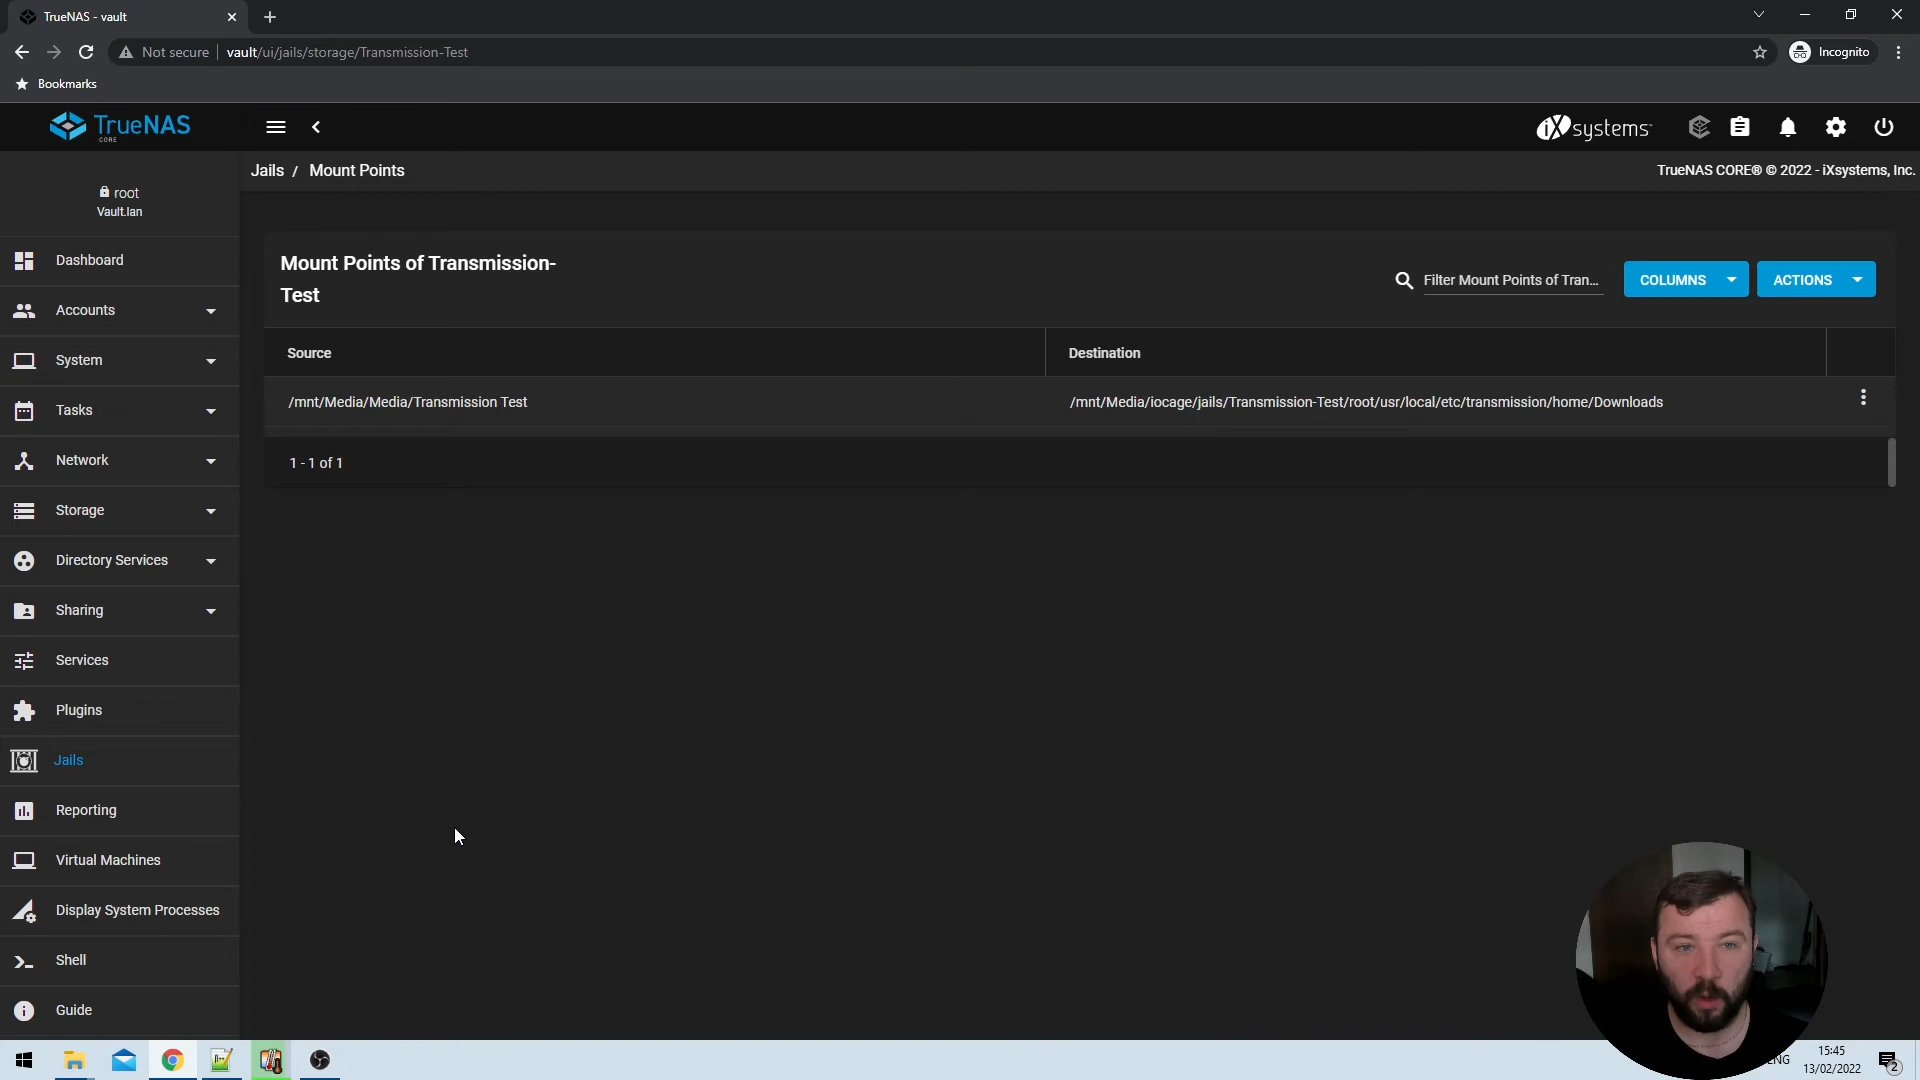 TrueNAS - vault
Not secure
vault/ui/jails/storage/Transmission-Test
Incognito
Bookmarks
TrueNAS
CORE
iXsystems
Jails / Mount Points
TrueNAS CORE® © 2022 - iXsystems, Inc.
root
Vault.lan
Dashboard
Accounts
System
Tasks
Network
Storage
Directory Services
Sharing
Services
Plugins
Jails
Reporting
Virtual Machines
Display System Processes
Shell
Guide
Mount Points of Transmission-
Test
Filter Mount Points of Tran...
COLUMNS
ACTIONS
Source
Destination
/mnt/Media/Media/Transmission Test
/mnt/Media/iocage/jails/Transmission-Test/root/usr/local/etc/transmission/home/Downloads
1 - 1 of 1
15:45
13/02/2022
2